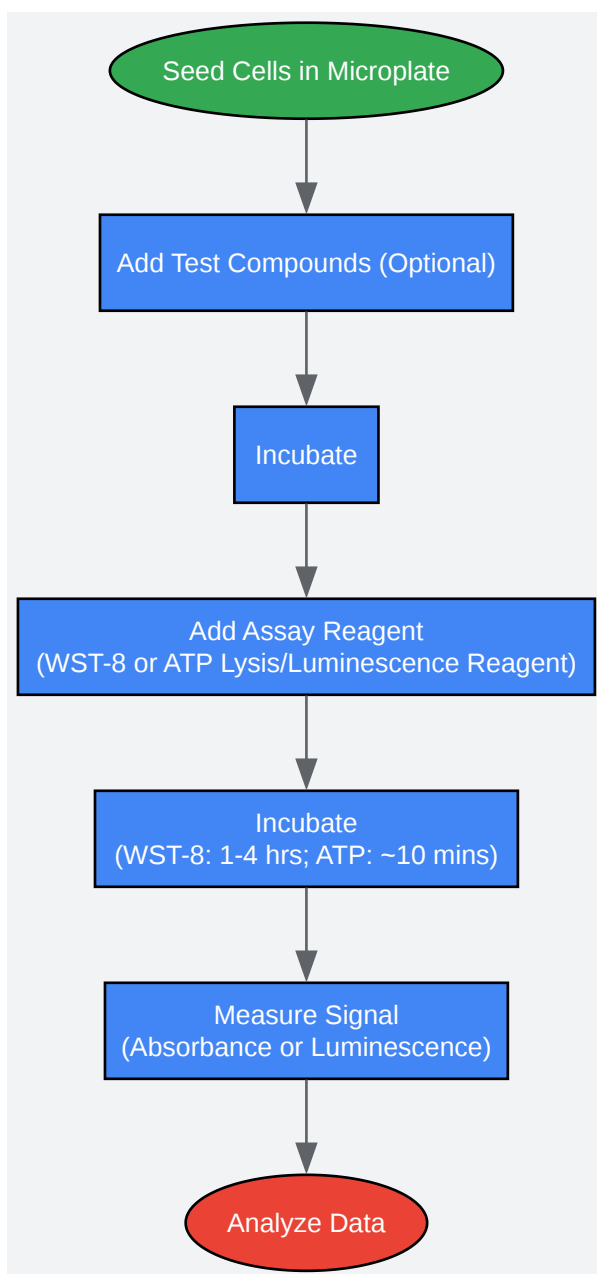 Seed Cells in Microplate
Add Test Compounds (Optional)
Incubate
Add Assay Reagent
(WST-8 or ATP Lysis/Luminescence Reagent)
Incubate
(WST-8: 1-4 hrs; ATP: ~10 mins)
Measure Signal
(Absorbance or Luminescence)
Analyze Data